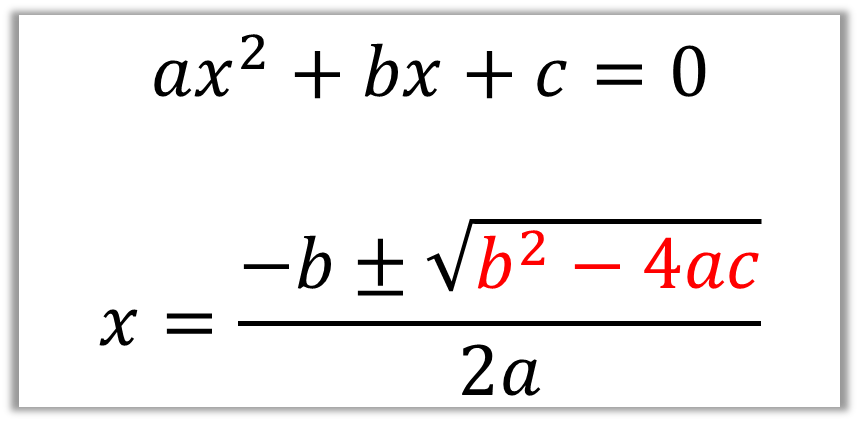 ax² + bx + c = 0
x = (−b ± √(b² − 4ac)) / 2a